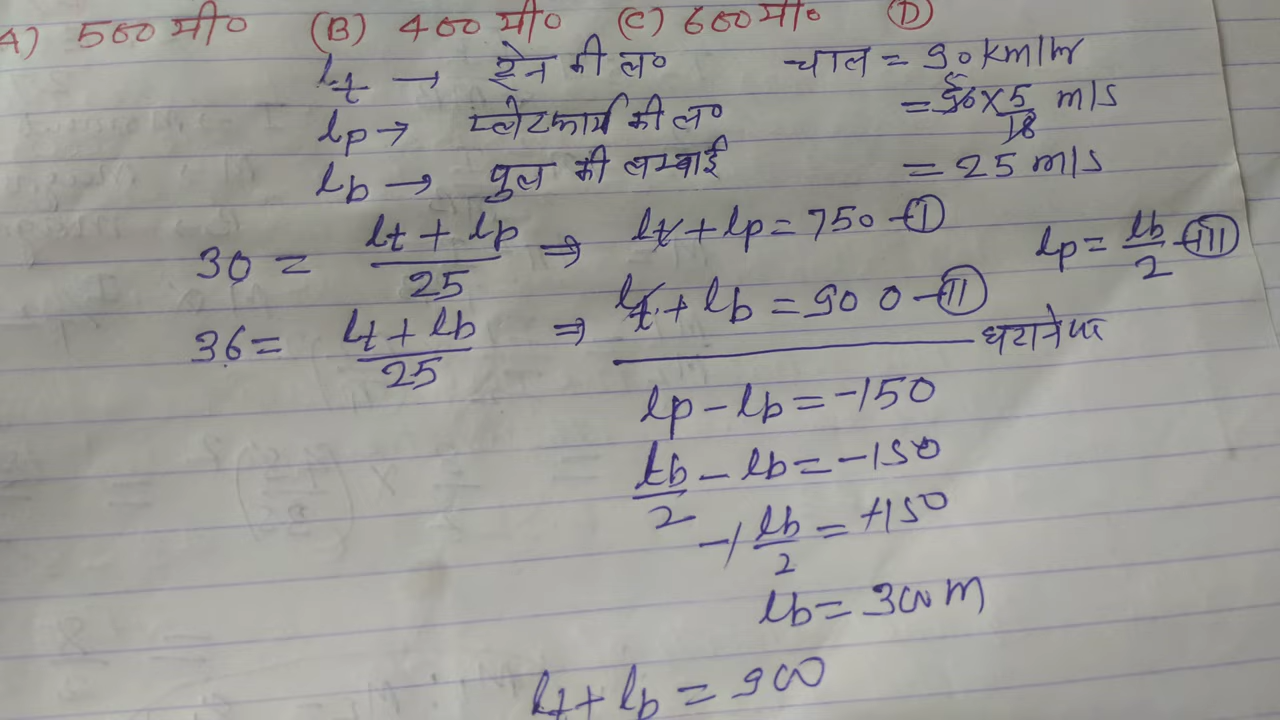 A) 500 मी० (B) 400 मी० (C) 600 मी० (D)
lt → ट्रेन की ल० चाल = 90 km/hr
lp → प्लेटफार्म की ल० = 90 × 5/18 m/s
lb → पुल की लम्बाई = 25 m/s
30 = (lt + lp)/25 ⇒ lt + lp = 750 - (I) lp = lb/2 - (III)
36 = (lt + lb)/25 ⇒ lt + lb = 900 - (II)
घटाने पर
lp - lb = -150
lb/2 - lb = -150
-lb/2 = +150
lb = 300 m
lt + lb = 900